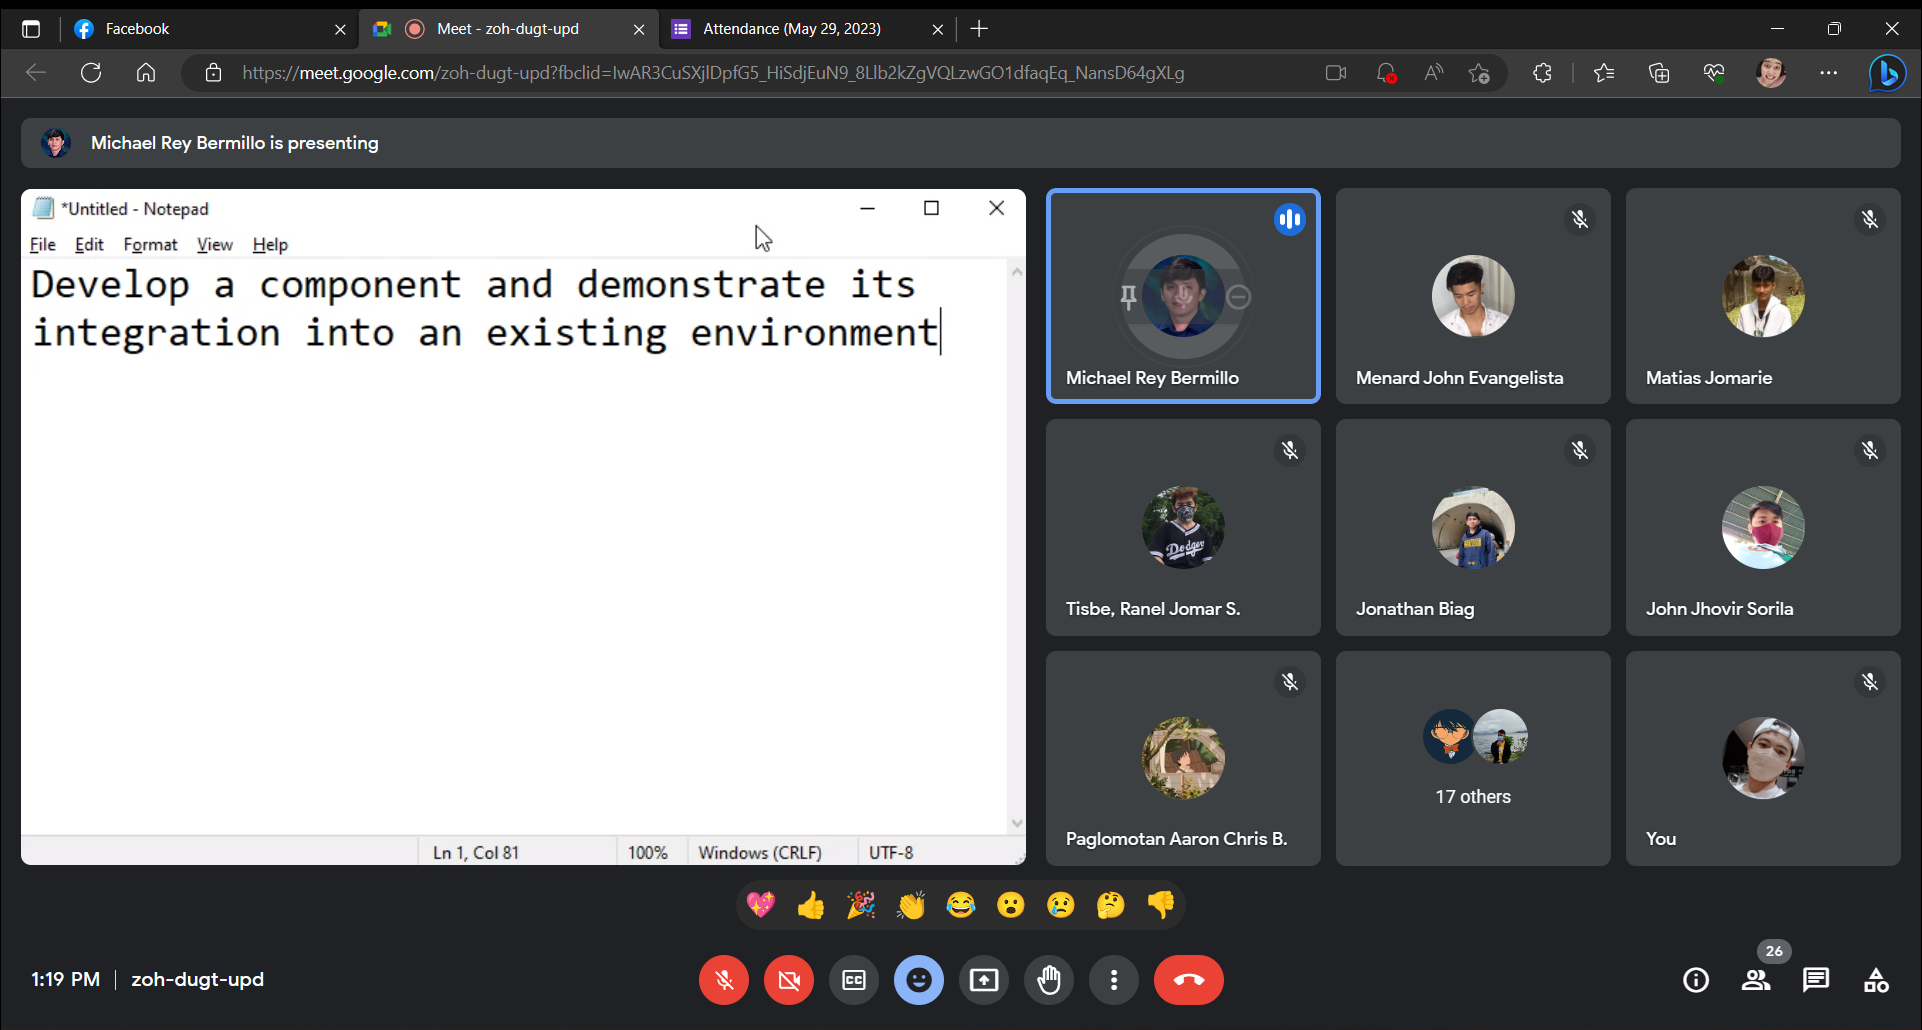 Facebook
Meet - zoh-dugt-upd
Attendance (May 29, 2023)
https://meet.google.com/zoh-dugt-upd?fbclid=IwAR3CuSXjlDpfG5_HiSdjEuN9_8Llb2kZgVQLzwGO1dfaqEq_NansD64gXLg
Michael Rey Bermillo is presenting
*Untitled - Notepad
File Edit Format View Help
Develop a component and demonstrate its
integration into an existing environment
Ln 1, Col 81
100%
Windows (CRLF)
UTF-8
Michael Rey Bermillo
Menard John Evangelista
Matias Jomarie
Dodgers
Tisbe, Ranel Jomar S.
Jonathan Biag
John Jhovir Sorila
Paglomotan Aaron Chris B.
17 others
You
1:19 PM | zoh-dugt-upd
CC
26